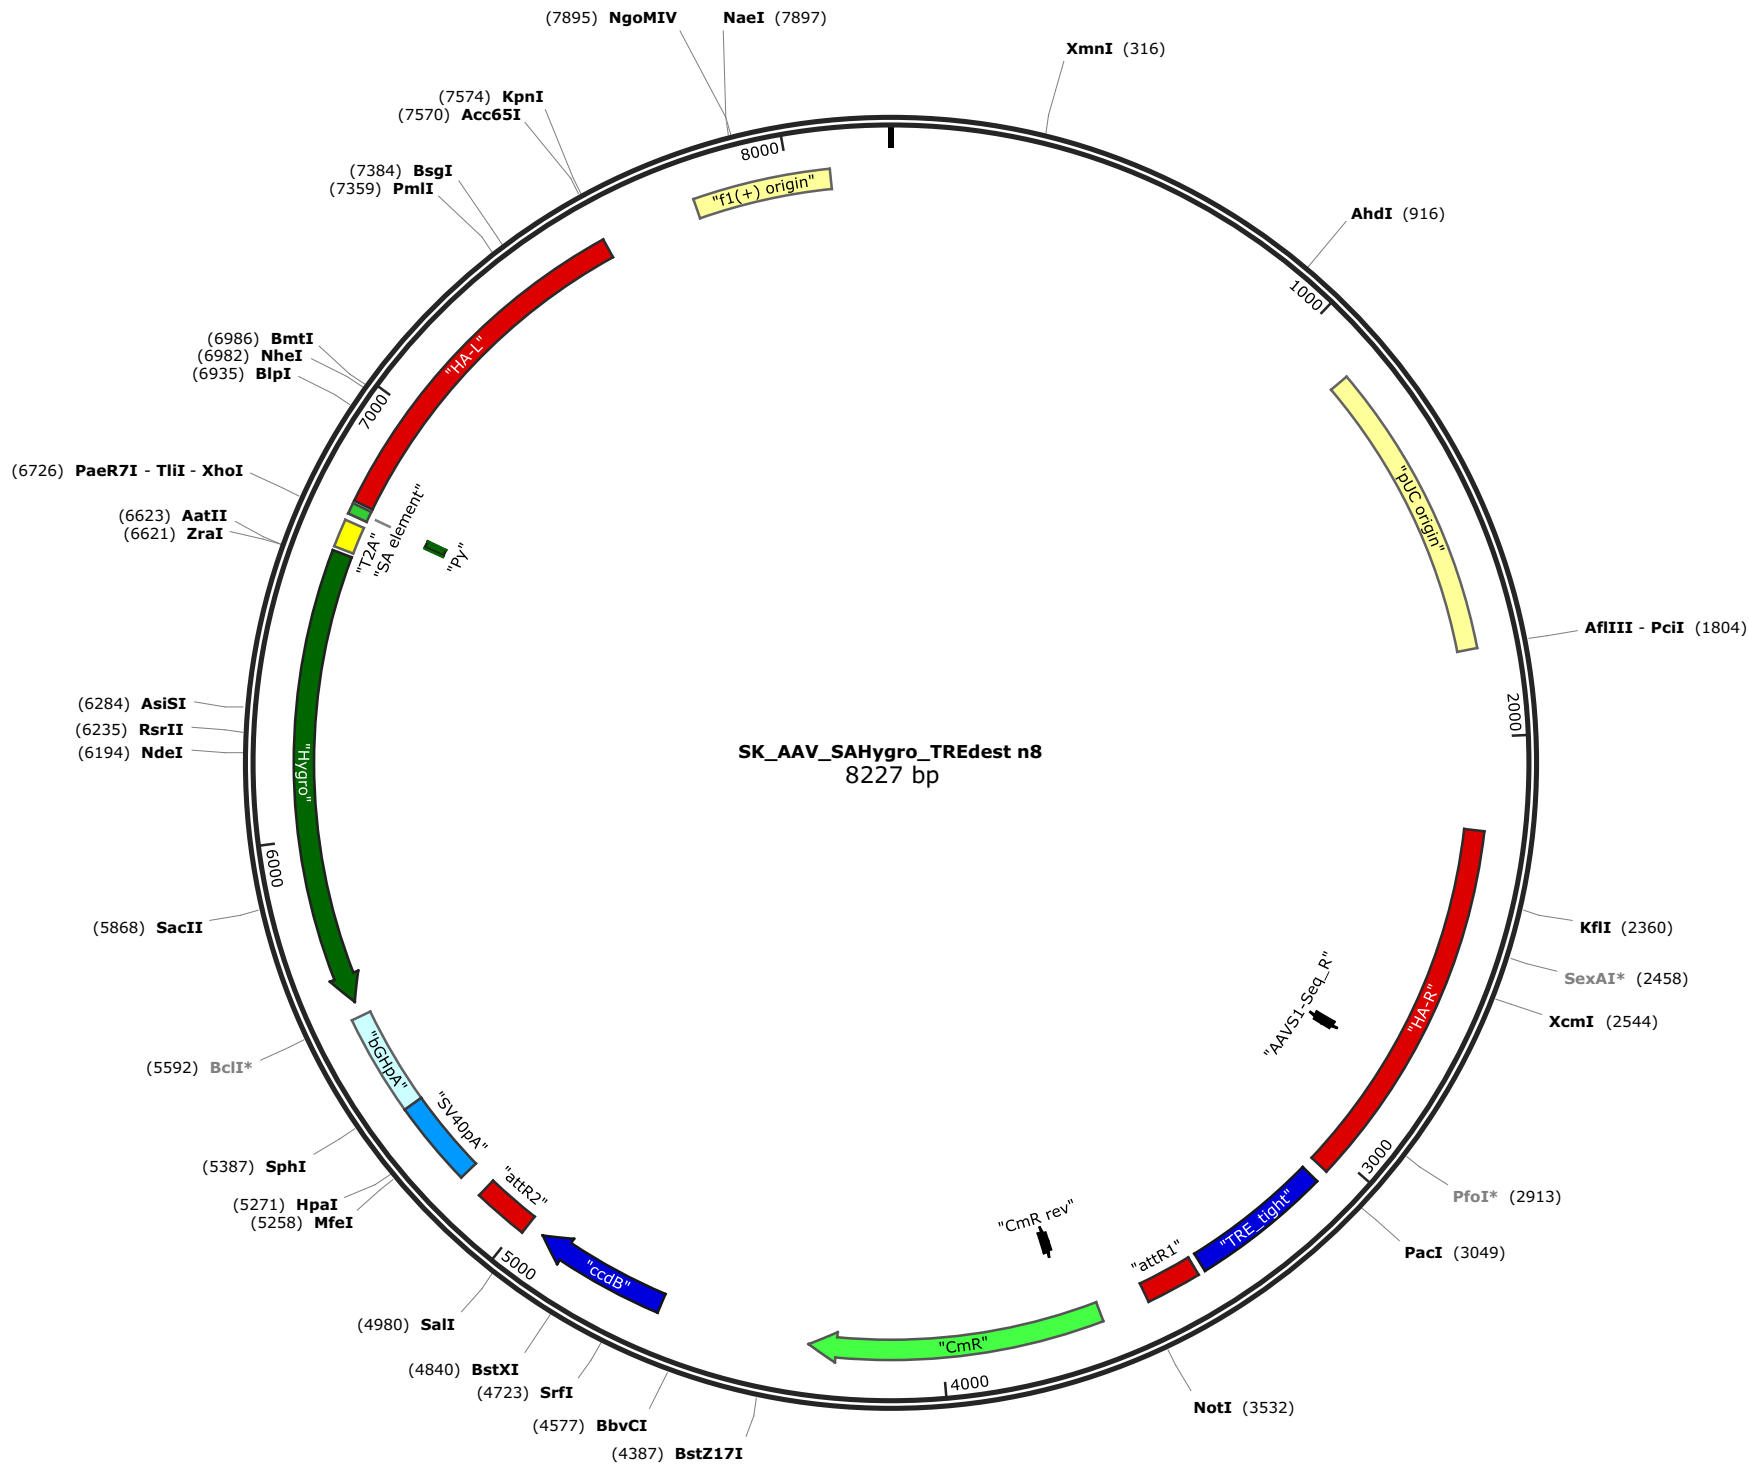 (7895) NgoMIV
NaeI (7897)
XmnI (316)
(7574) KpnI
(7570) Acc65I
8000
"f1(+) origin"
(7384) BsgI
(7359) PmlI
AhdI (916)
1000
(6986) BmtI
(6982) NheI
(6935) BlpI
"HA-L"
7000
(6726) PaeR7I - TliI - XhoI
"pUC origin"
(6623) AatII
(6621) ZraI
"T2A"
"SA element"
"Py"
AflIII - PciI (1804)
(6284) AsiSI
(6235) RsrII
(6194) NdeI
2000
"Hygro"
SK_AAV_SAHygro_TREdest n8
8227 bp
6000
(5868) SacII
KflI (2360)
SexAI* (2458)
XcmI (2544)
"HA-R"
"AAVS1-Seq_R"
(5592) BclI*
"bGHpA"
"SV40pA"
(5387) SphI
3000
PfoI* (2913)
(5271) HpaI
(5258) MfeI
"attR2"
"CmR rev"
"TRE_tight"
"attR1"
PacI (3049)
5000
"ccdB"
(4980) SalI
"CmR"
(4840) BstXI
(4723) SrfI
4000
NotI (3532)
(4577) BbvCI
(4387) BstZ17I